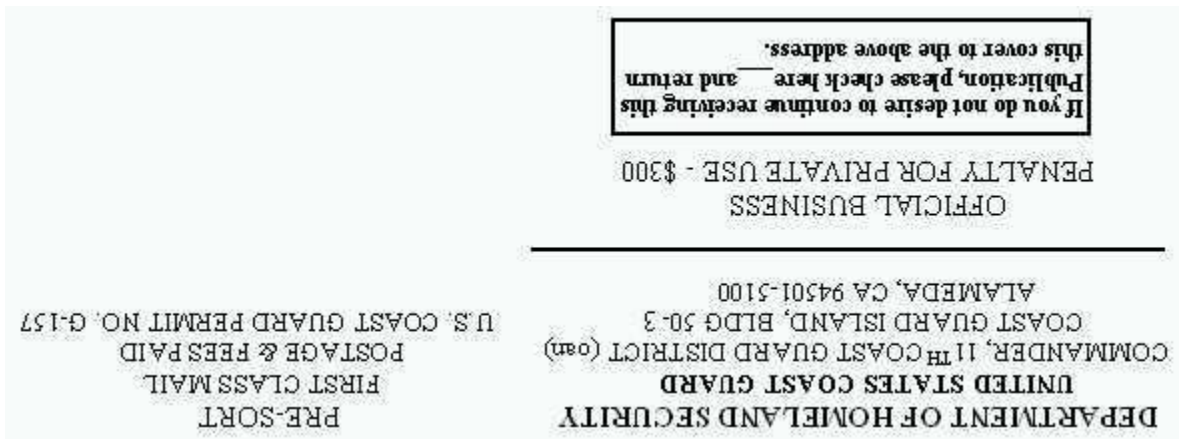 DEPARTMENT OF HOMELAND SECURITY
UNITED STATES COAST GUARD
COMMANDER, 11TH COAST GUARD DISTRICT (oan)
COAST GUARD ISLAND, BLDG 50-3
ALAMEDA, CA 94501-5100
OFFICIAL BUSINESS
PENALTY FOR PRIVATE USE - $300
If you do not desire to continue receiving this
Publication, please check here___and return
this cover to the above address.
PRE-SORT
FIRST CLASS MAIL
POSTAGE & FEES PAID
U.S. COAST GUARD PERMIT NO. G-157